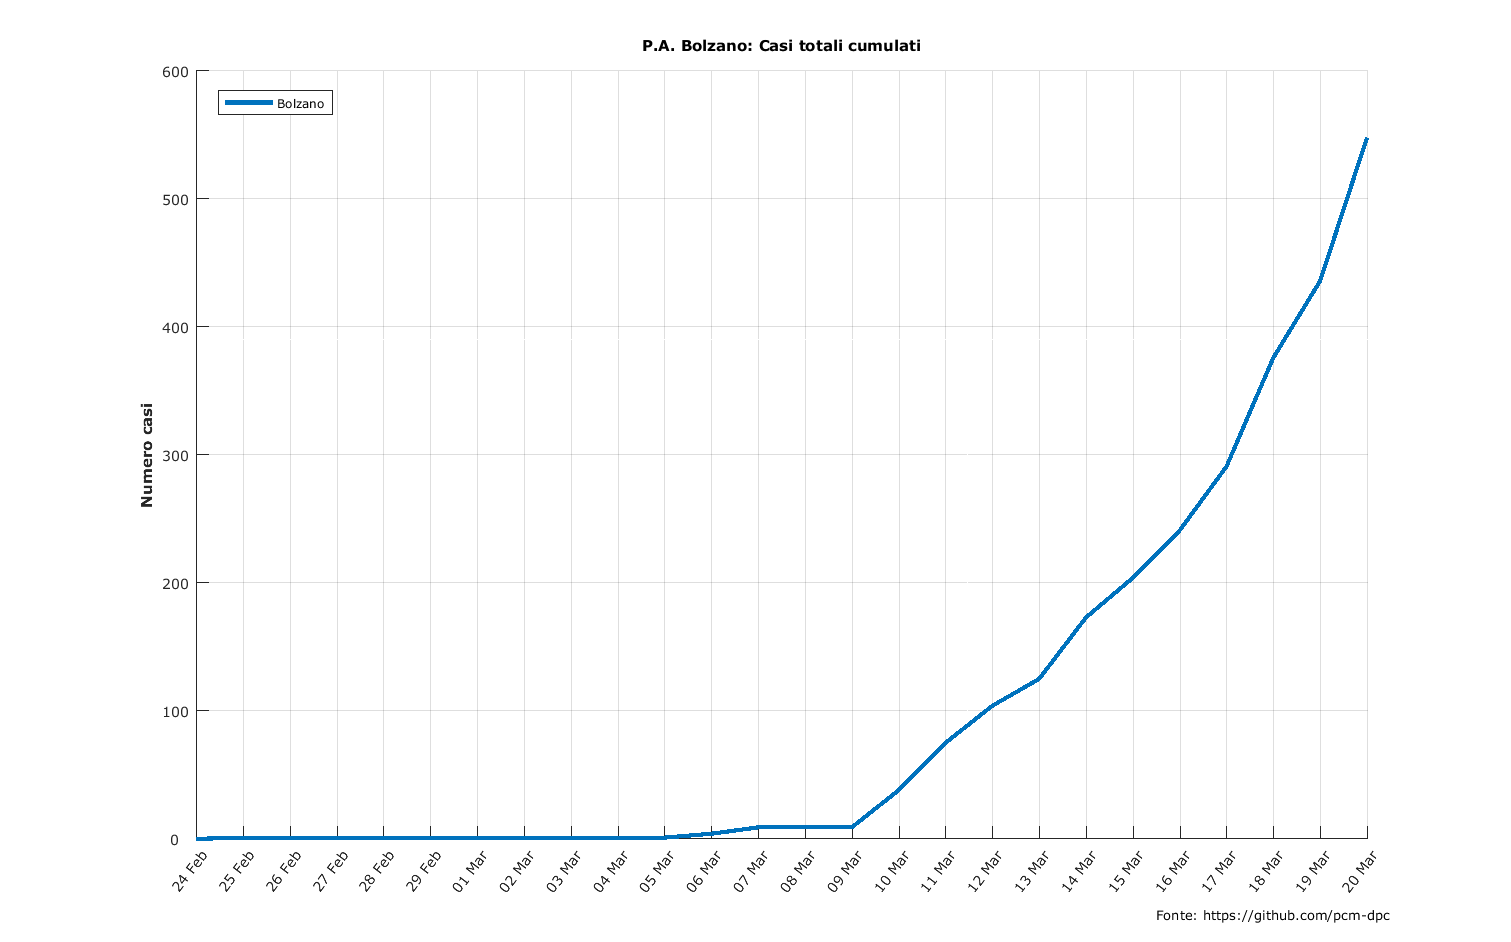 P.A. Bolzano: Casi totali cumulati
Bolzano
Numero casi
600
500
400
300
200
100
0
24 Feb
25 Feb
26 Feb
27 Feb
28 Feb
29 Feb
01 Mar
02 Mar
03 Mar
04 Mar
05 Mar
06 Mar
07 Mar
08 Mar
09 Mar
10 Mar
11 Mar
12 Mar
13 Mar
14 Mar
15 Mar
16 Mar
17 Mar
18 Mar
19 Mar
20 Mar
Fonte: https://github.com/pcm-dpc